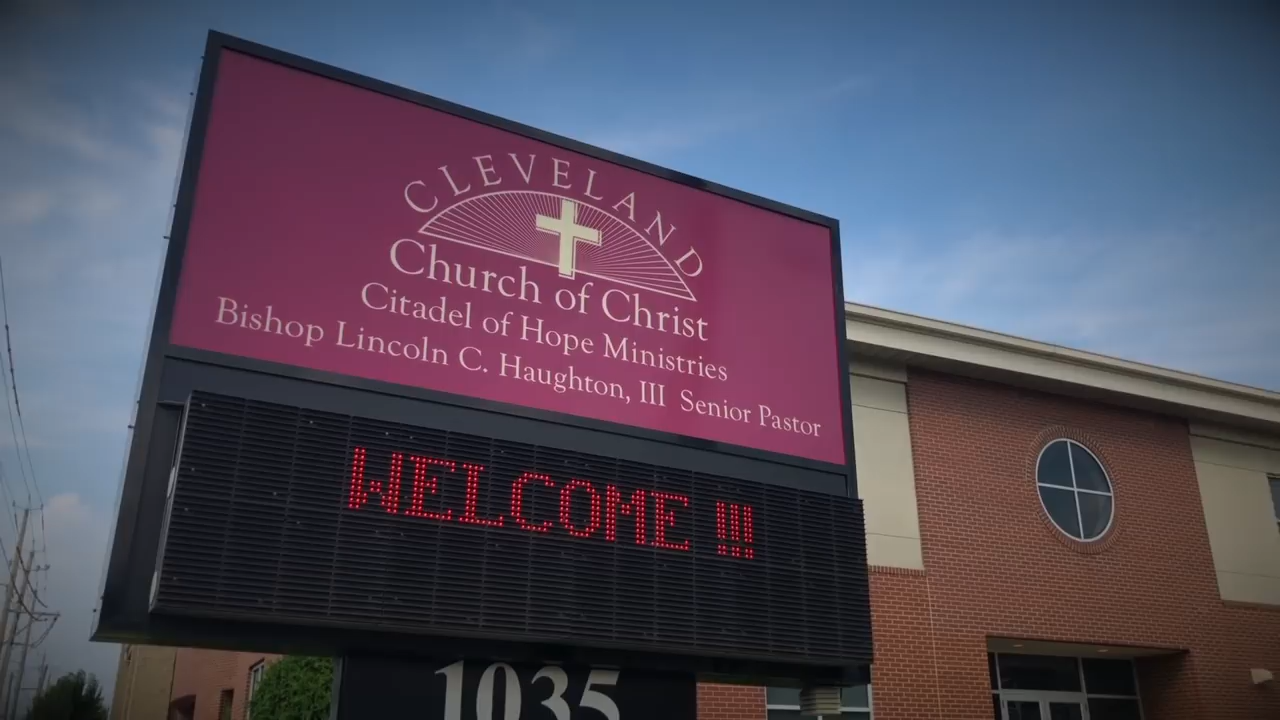 CLEVELAND
Church of Christ
Citadel of Hope Ministries
Bishop Lincoln C. Haughton, III Senior Pastor
WELCOME !!!
1035